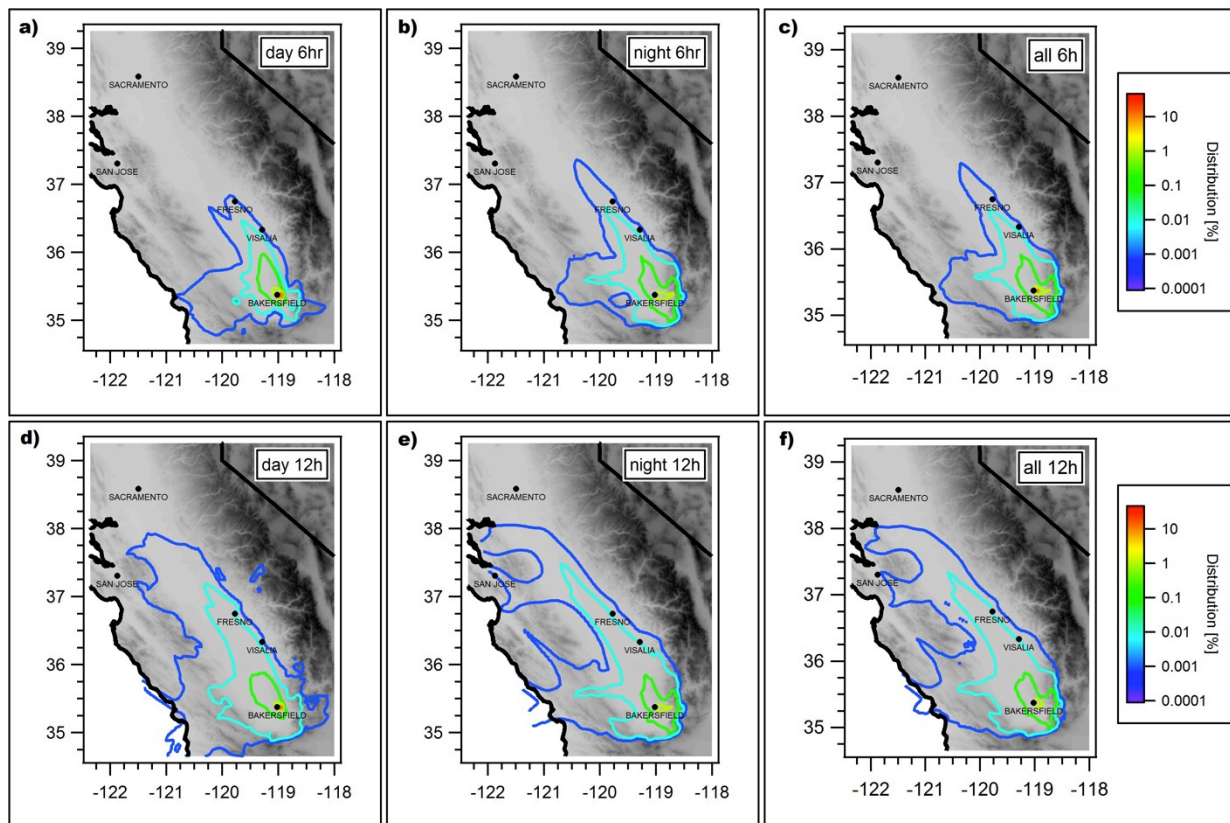 a)
day 6hr
39
38
37
36
35
SACRAMENTO
SAN JOSE
FRESNO
VISALIA
BAKERSFIELD
-122 -121 -120 -119 -118
b)
night 6hr
39
38
37
36
35
SACRAMENTO
SAN JOSE
FRESNO
VISALIA
BAKERSFIELD
-122 -121 -120 -119 -118
c)
all 6h
39
38
37
36
35
SACRAMENTO
SAN JOSE
FRESNO
VISALIA
BAKERSFIELD
-122 -121 -120 -119 -118
10
1
0.1
0.01
0.001
0.0001
Distribution [%]
d)
day 12h
39
38
37
36
35
SACRAMENTO
SAN JOSE
FRESNO
VISALIA
BAKERSFIELD
-122 -121 -120 -119 -118
e)
night 12h
39
38
37
36
35
SACRAMENTO
SAN JOSE
FRESNO
VISALIA
BAKERSFIELD
-122 -121 -120 -119 -118
f)
all 12h
39
38
37
36
35
SACRAMENTO
SAN JOSE
FRESNO
VISALIA
BAKERSFIELD
-122 -121 -120 -119 -118
10
1
0.1
0.01
0.001
0.0001
Distribution [%]